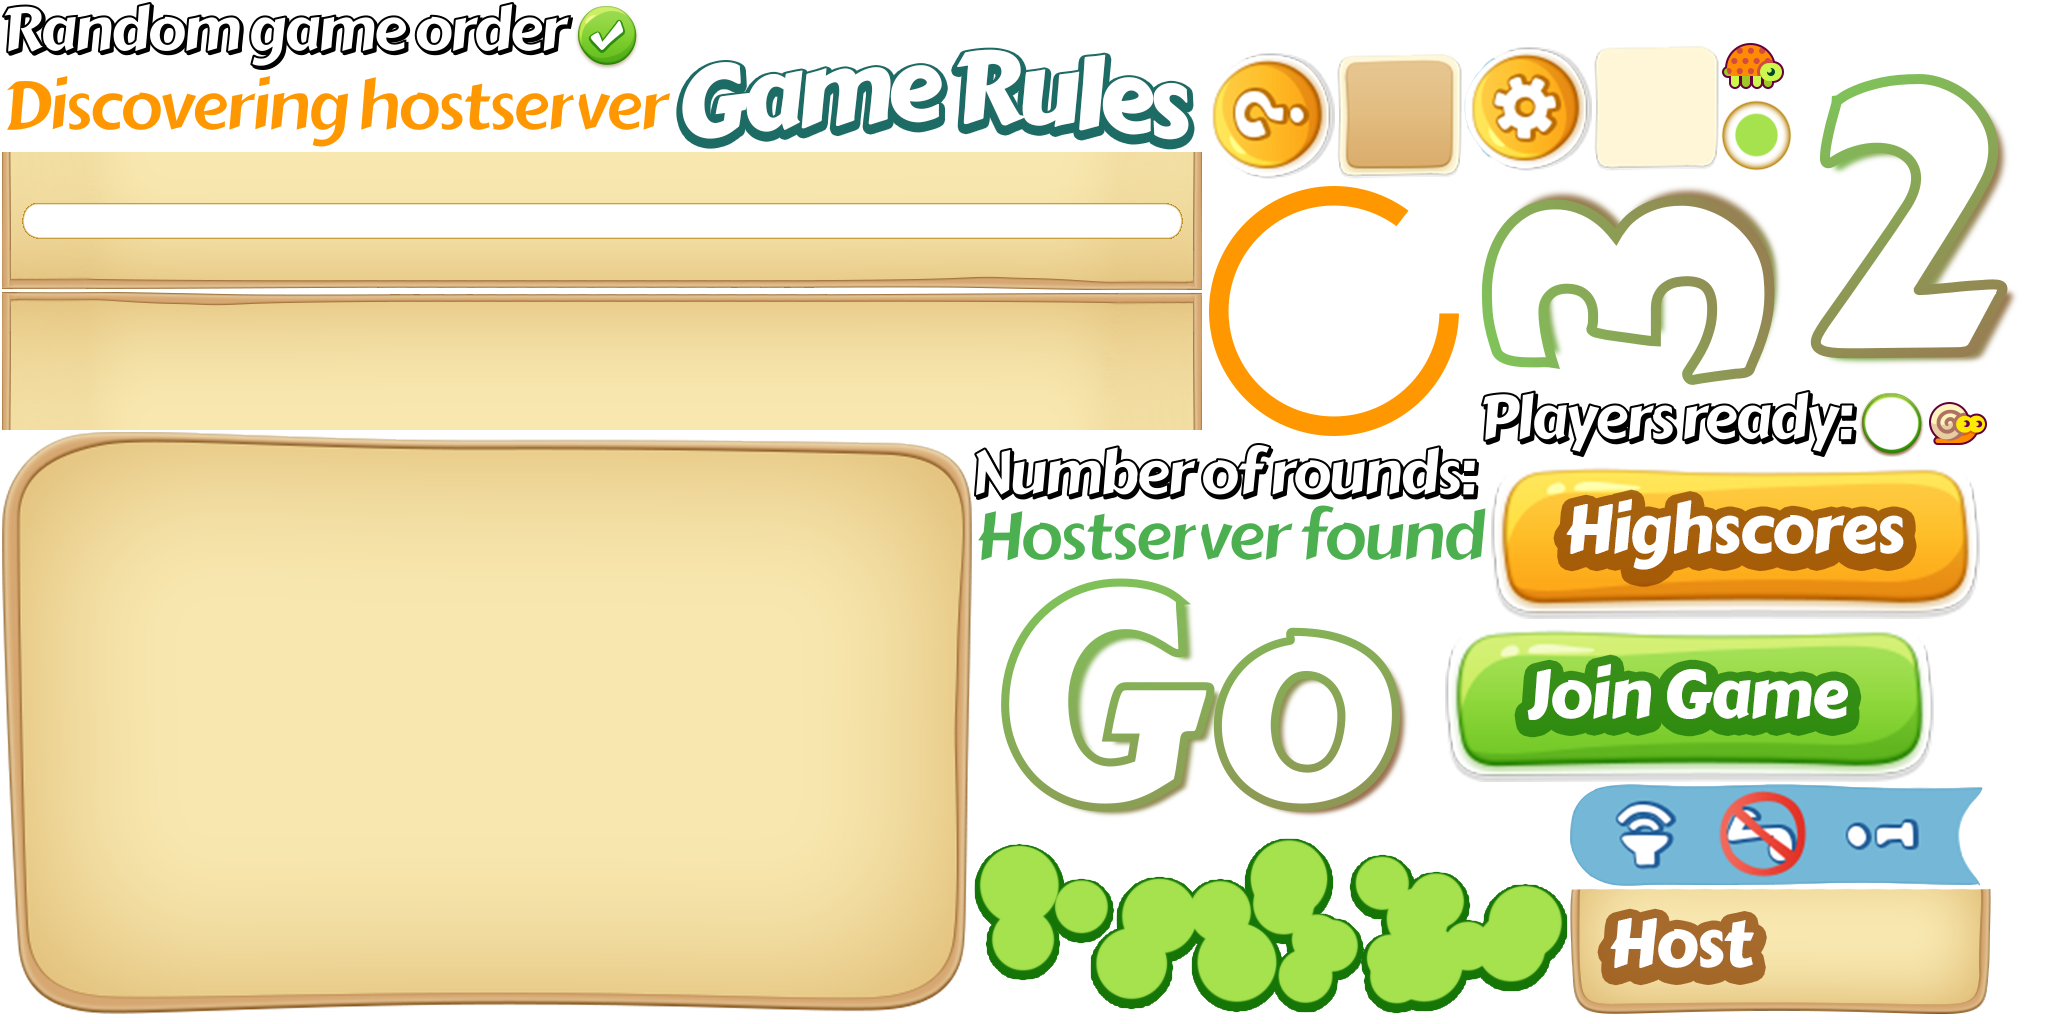 Random game order
Discovering hostserver
Game Rules
?
3
2
Players ready:
Number of rounds:
Hostserver found
Highscores
Go
Join Game
Host